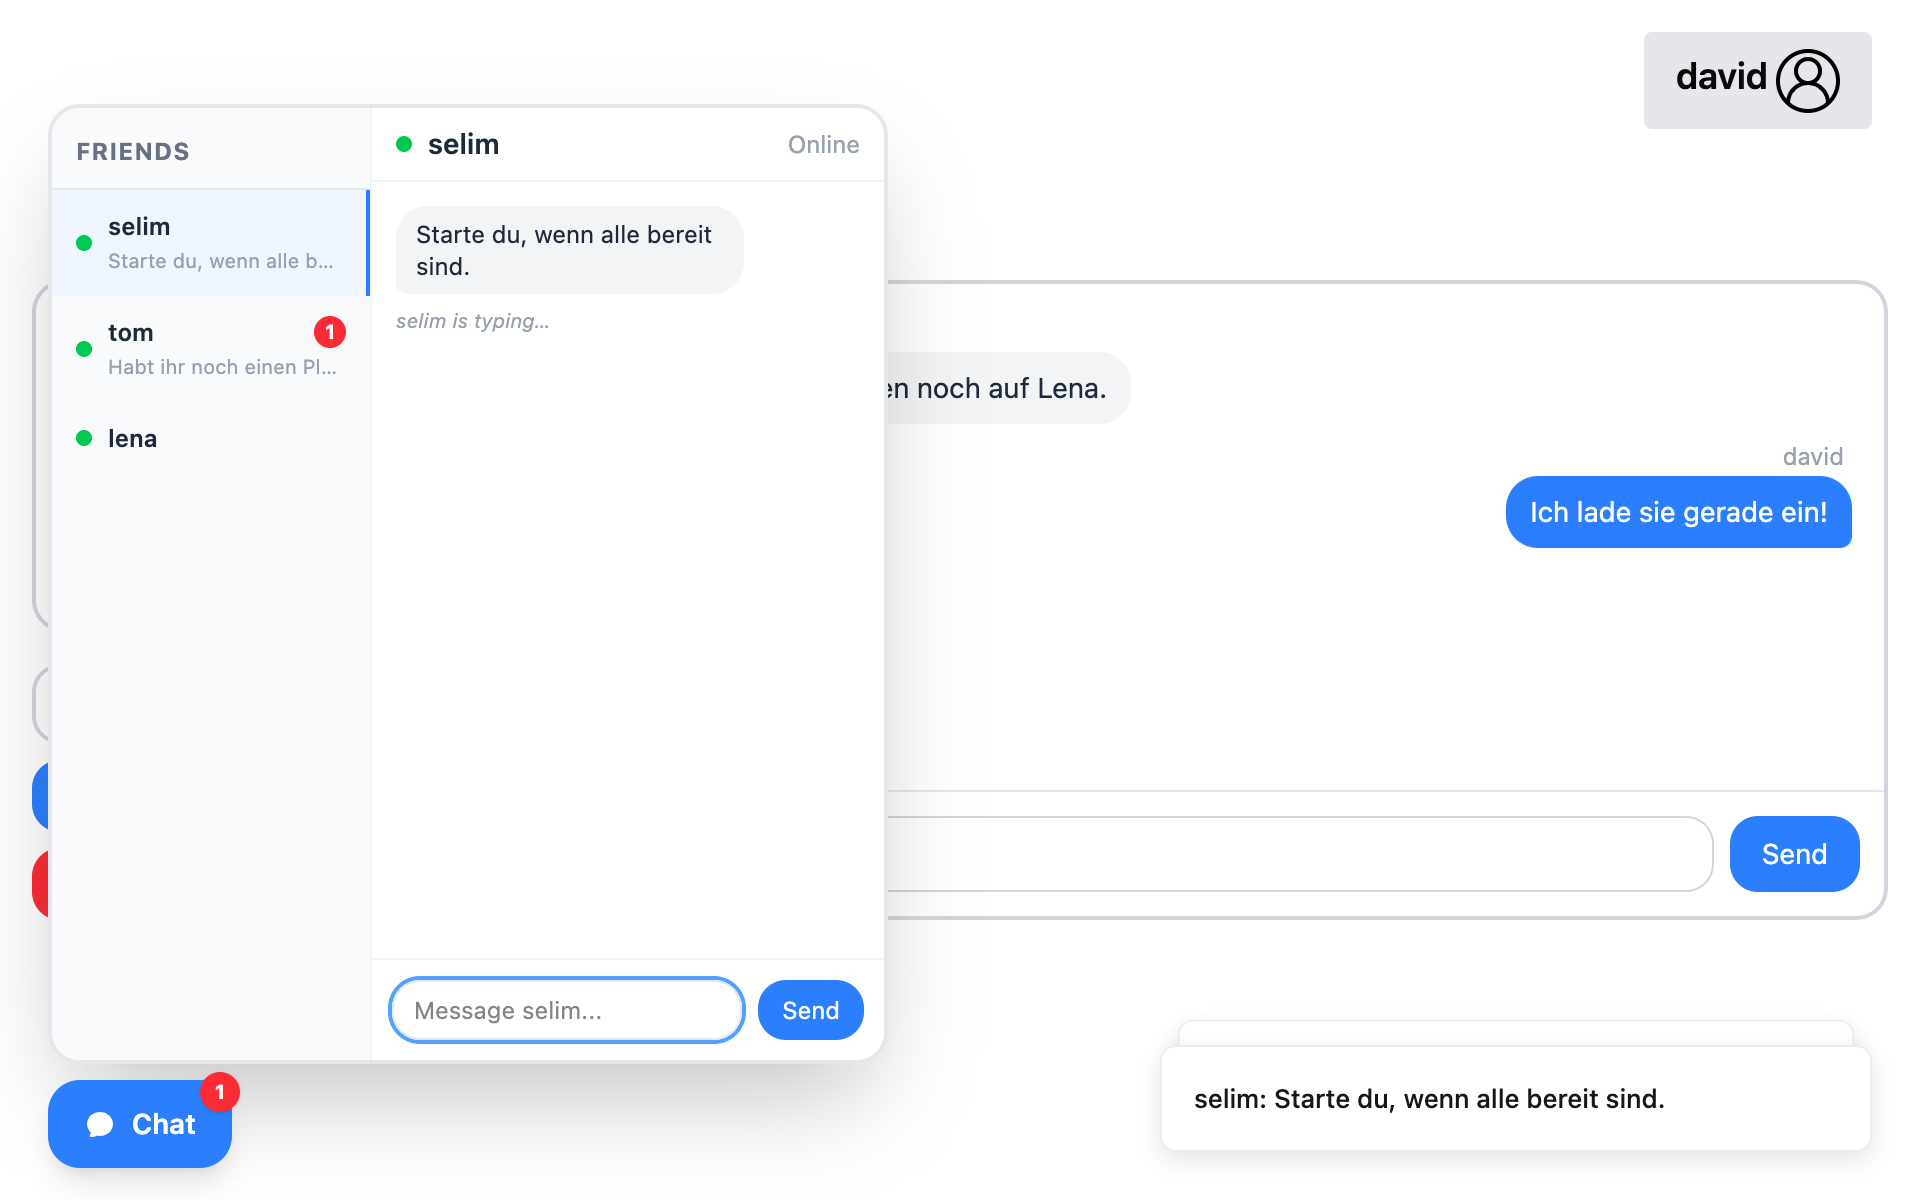 david
FRIENDS
selim
Starte du, wenn alle b...
tom
1
Habt ihr noch einen Pl...
lena
selim
Online
Starte du, wenn alle bereit
sind.
selim is typing...
Message selim...
Send
noch auf Lena.
david
Ich lade sie gerade ein!
Send
Chat
1
selim: Starte du, wenn alle bereit sind.